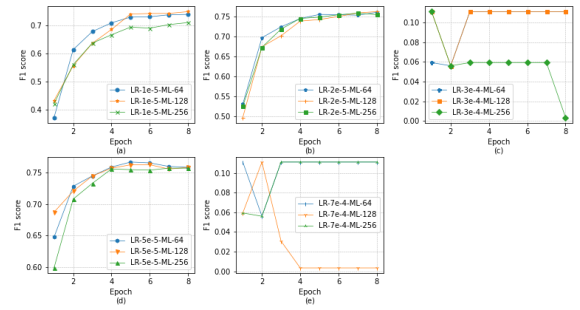 F1 score
0.7
0.6
0.5
0.4
LR-1e-5-ML-64
LR-1e-5-ML-128
LR-1e-5-ML-256
2
4
6
8
Epoch
(a)
F1 score
0.75
0.70
0.65
0.60
0.55
0.50
LR-2e-5-ML-64
LR-2e-5-ML-128
LR-2e-5-ML-256
2
4
6
8
Epoch
(b)
F1 score
0.10
0.08
0.06
0.04
0.02
0.00
LR-3e-4-ML-64
LR-3e-4-ML-128
LR-3e-4-ML-256
2
4
6
8
Epoch
(c)
F1 score
0.75
0.70
0.65
0.60
LR-5e-5-ML-64
LR-5e-5-ML-128
LR-5e-5-ML-256
2
4
6
8
Epoch
(d)
F1 score
0.10
0.08
0.06
0.04
0.02
0.00
LR-7e-4-ML-64
LR-7e-4-ML-128
LR-7e-4-ML-256
2
4
6
8
Epoch
(e)